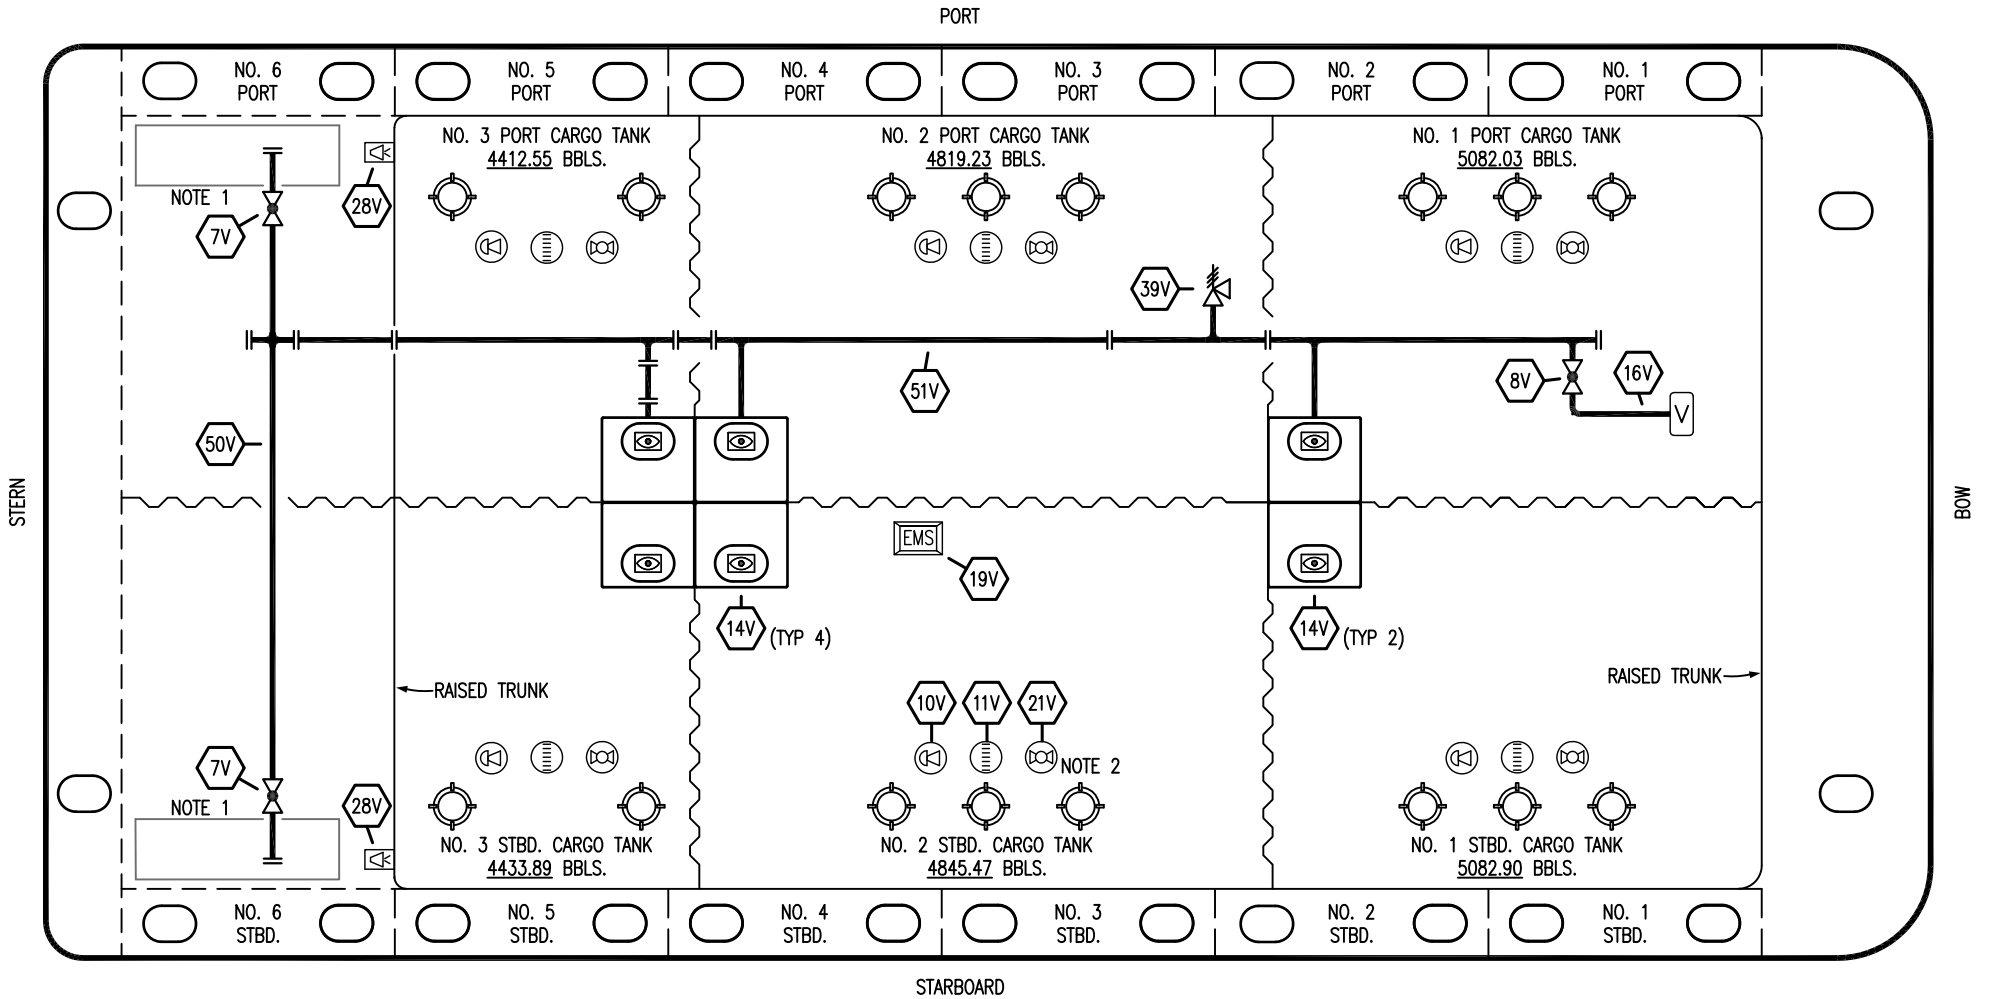 PORT
NO. 6
PORT
NO. 5
PORT
NO. 4
PORT
NO. 3
PORT
NO. 2
PORT
NO. 1
PORT
NO. 3 PORT CARGO TANK
4412.55 BBLS.
NO. 2 PORT CARGO TANK
4819.23 BBLS.
NO. 1 PORT CARGO TANK
5082.03 BBLS.
NOTE 1
28V
7V
39V
51V
8V
16V
V
50V
STERN
BOW
EMS
19V
14V (TYP 4)
14V (TYP 2)
RAISED TRUNK
RAISED TRUNK
10V
11V
21V
NOTE 2
7V
NOTE 1
28V
NO. 3 STBD. CARGO TANK
4433.89 BBLS.
NO. 2 STBD. CARGO TANK
4845.47 BBLS.
NO. 1 STBD. CARGO TANK
5082.90 BBLS.
NO. 6
STBD.
NO. 5
STBD.
NO. 4
STBD.
NO. 3
STBD.
NO. 2
STBD.
NO. 1
STBD.
STARBOARD